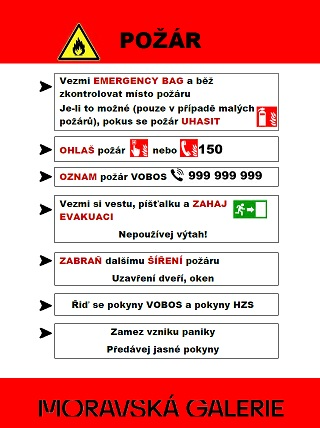 POŽÁR
Vezmi EMERGENCY BAG a běž
zkontrolovat místo požáru
Je-li to možné (pouze v případě malých
požárů), pokus se požár UHASIT
OHLAŠ požár nebo 150
OZNAM požár VOBOS 999 999 999
Vezmi si vestu, píšťalku a ZAHAJ
EVAKUACI
Nepoužívej výtah!
ZABRAŇ dalšímu ŠÍŘENÍ požáru
Uzavření dveří, oken
Řiď se pokyny VOBOS a pokyny HZS
Zamez vzniku paniky
Předávej jasné pokyny
MORAVSKÁ GALERIE